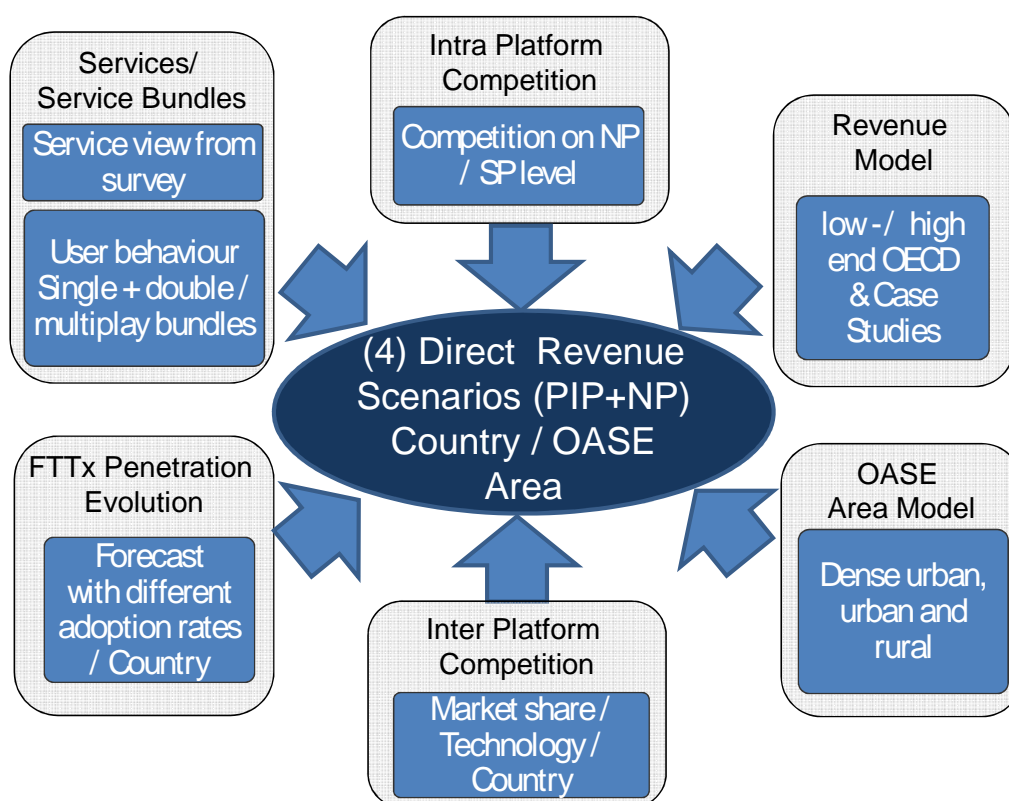 Services/
Service Bundles
Service view from
survey
User behaviour
Single + double /
multiplay bundles
Intra Platform
Competition
Competition on NP
/ SP level
Revenue
Model
low - / high
end OECD
& Case
Studies
(4) Direct Revenue
Scenarios (PIP+NP)
Country / OASE
Area
FTTx Penetration
Evolution
Forecast
with different
adoption rates
/ Country
Inter Platform
Competition
Market share /
Technology /
Country
OASE
Area Model
Dense urban,
urban and
rural